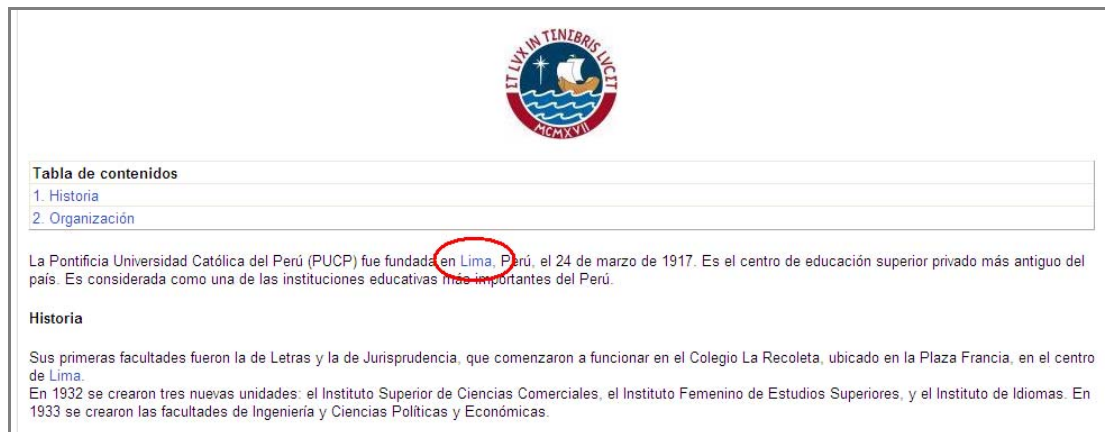 ET LVX IN TENEBRIS LVCET
MCMXVII
Tabla de contenidos
1. Historia
2. Organización
La Pontificia Universidad Católica del Perú (PUCP) fue fundada en Lima, Perú, el 24 de marzo de 1917. Es el centro de educación superior privado más antiguo del
país. Es considerada como una de las instituciones educativas más importantes del Perú.
Historia
Sus primeras facultades fueron la de Letras y la de Jurisprudencia, que comenzaron a funcionar en el Colegio La Recoleta, ubicado en la Plaza Francia, en el centro
de Lima.
En 1932 se crearon tres nuevas unidades: el Instituto Superior de Ciencias Comerciales, el Instituto Femenino de Estudios Superiores, y el Instituto de Idiomas. En
1933 se crearon las facultades de Ingeniería y Ciencias Políticas y Económicas.